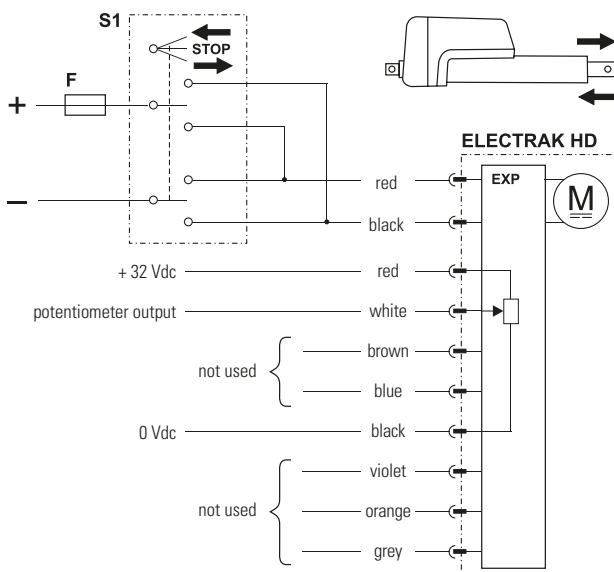 S1
STOP
F
+
–
ELECTRAK HD
EXP
M
red
black
+ 32 Vdc
red
potentiometer output
white
not used
brown
blue
0 Vdc
black
not used
violet
orange
grey